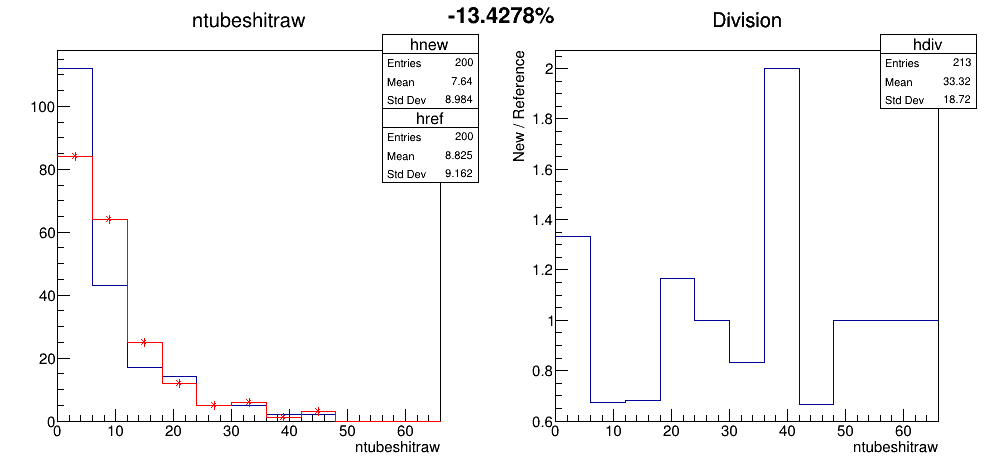 -13.4278%
ntubeshitraw
hnew
Entries 200
Mean 7.64
Std Dev 8.984
href
Entries 200
Mean 8.825
Std Dev 9.162
100
80
60
40
20
0
0 10 20 30 40 50 60
ntubeshitraw
Division
hdiv
Entries 213
Mean 33.32
Std Dev 18.72
New / Reference
2
1.8
1.6
1.4
1.2
1
0.8
0.6
0 10 20 30 40 50 60
ntubeshitraw